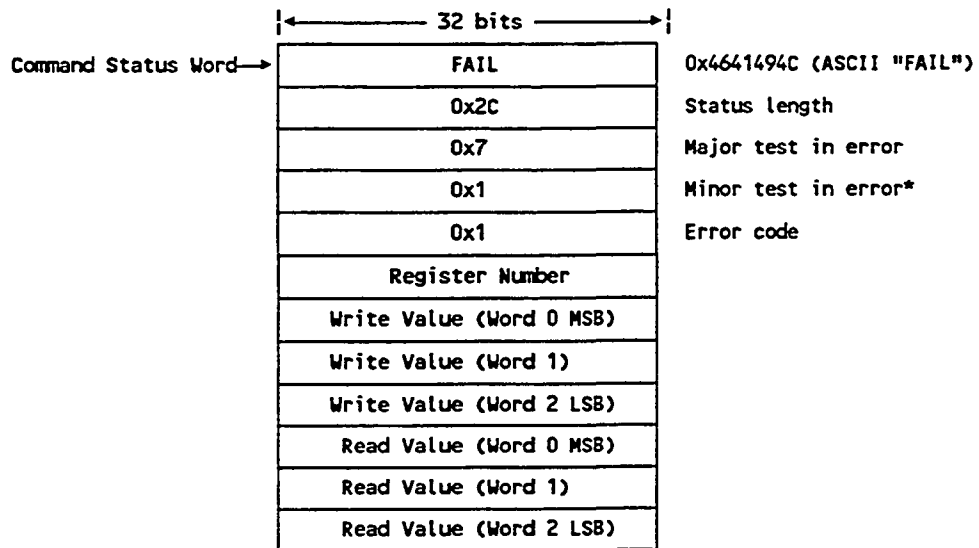 32 bits
Command Status Word FAIL 0x4641494C (ASCII "FAIL")
0x2C Status length
0x7 Major test in error
0x1 Minor test in error*
0x1 Error code
Register Number
Write Value (Word 0 MSB)
Write Value (Word 1)
Write Value (Word 2 LSB)
Read Value (Word 0 MSB)
Read Value (Word 1)
Read Value (Word 2 LSB)